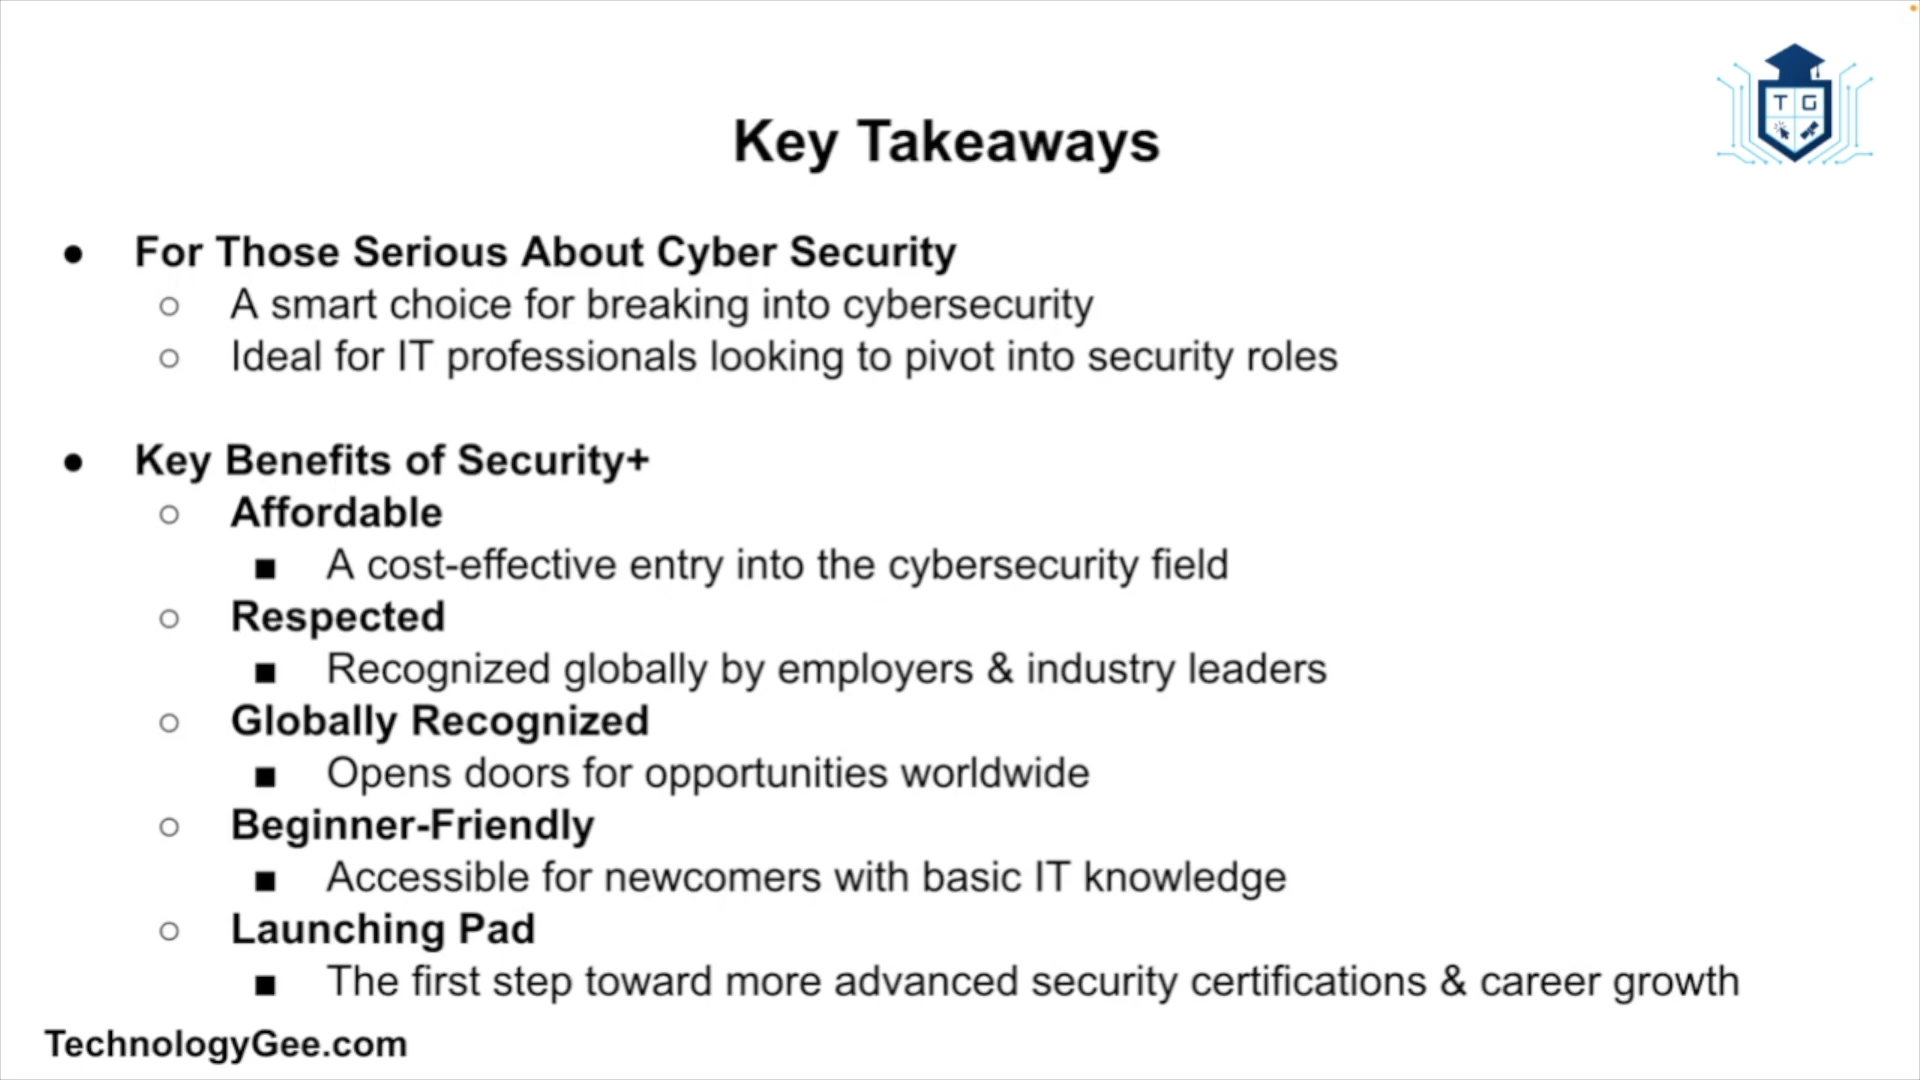 T G
Key Takeaways
● For Those Serious About Cyber Security
○ A smart choice for breaking into cybersecurity
○ Ideal for IT professionals looking to pivot into security roles
● Key Benefits of Security+
○ Affordable
■ A cost-effective entry into the cybersecurity field
○ Respected
■ Recognized globally by employers & industry leaders
○ Globally Recognized
■ Opens doors for opportunities worldwide
○ Beginner-Friendly
■ Accessible for newcomers with basic IT knowledge
○ Launching Pad
■ The first step toward more advanced security certifications & career growth
TechnologyGee.com